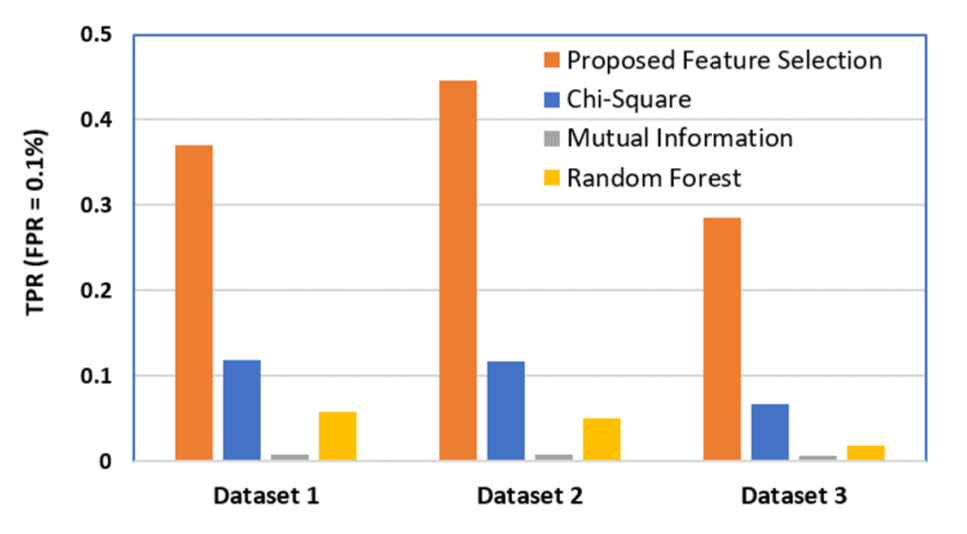 0.5
0.4
0.3
0.2
0.1
0
TPR (FPR = 0.1%)
Proposed Feature Selection
Chi-Square
Mutual Information
Random Forest
Dataset 1
Dataset 2
Dataset 3